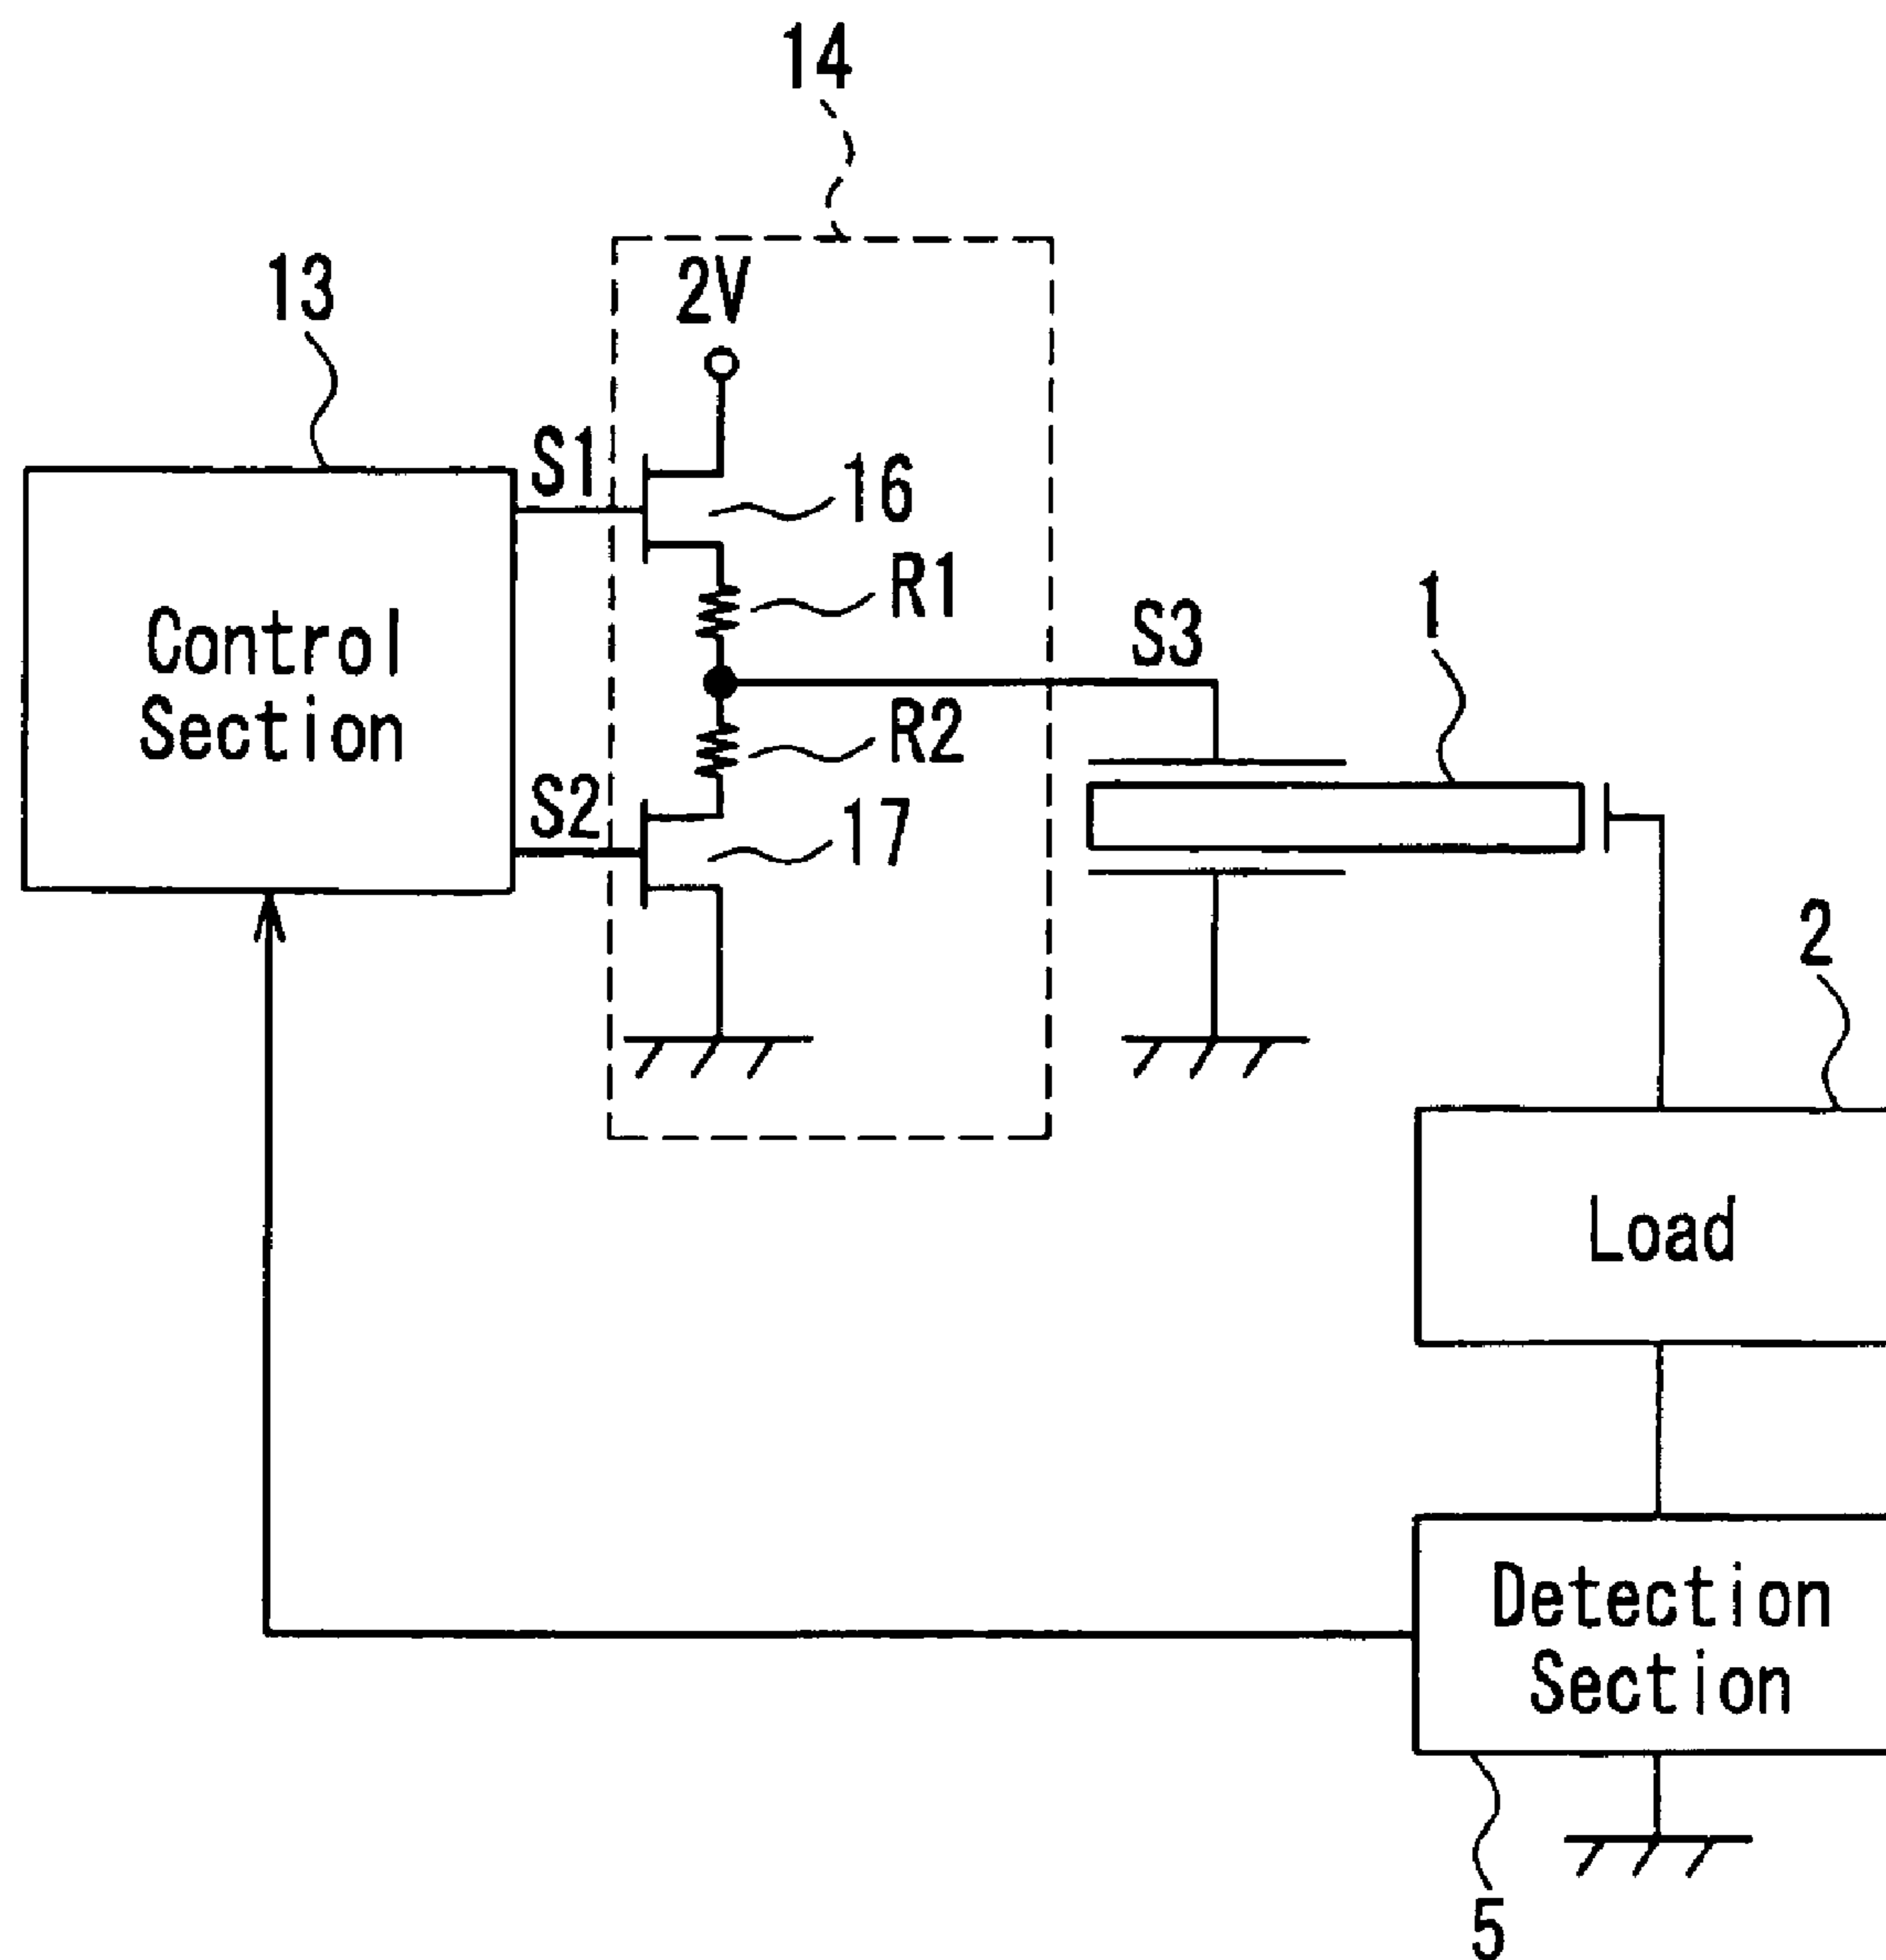 14
13
2V
S1
16
R1
Control
Section
S3
1
R2
S2
17
2
Load
Detection
Section
5